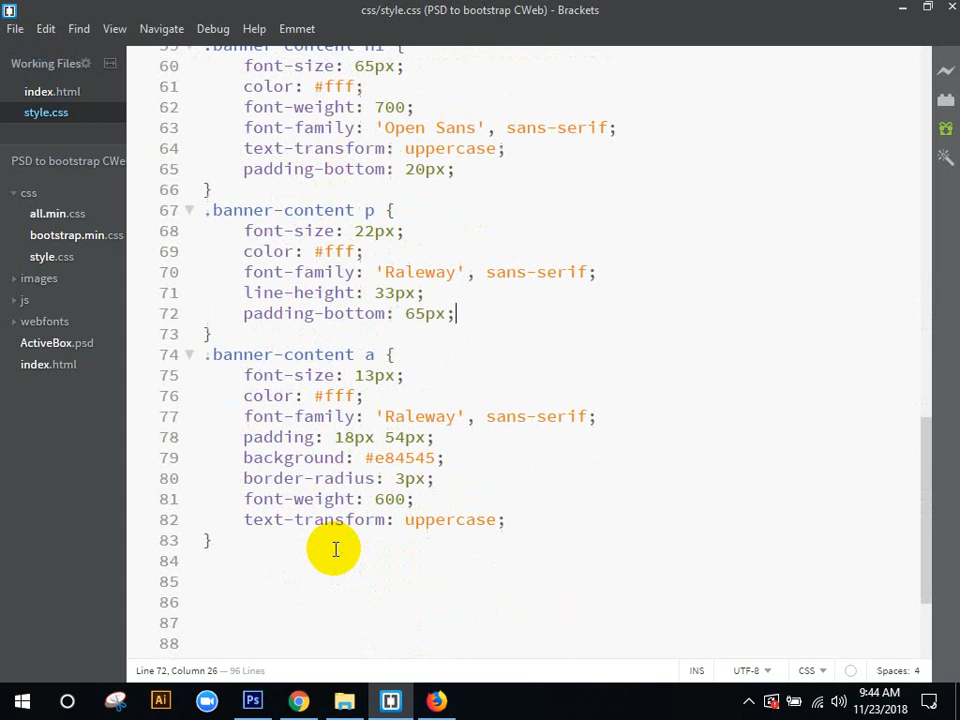 css/style.css (PSD to bootstrap CWeb) - Brackets
File Edit Find View Navigate Debug Help Emmet
Working Files
index.html
style.css
PSD to bootstrap CWe
css
all.min.css
bootstrap.min.css
style.css
images
js
webfonts
ActiveBox.psd
index.html
59 .banner-content h1 {
60 font-size: 65px;
61 color: #fff;
62 font-weight: 700;
63 font-family: 'Open Sans', sans-serif;
64 text-transform: uppercase;
65 padding-bottom: 20px;
66 }
67 .banner-content p {
68 font-size: 22px;
69 color: #fff;
70 font-family: 'Raleway', sans-serif;
71 line-height: 33px;
72 padding-bottom: 65px;
73 }
74 .banner-content a {
75 font-size: 13px;
76 color: #fff;
77 font-family: 'Raleway', sans-serif;
78 padding: 18px 54px;
79 background: #e84545;
80 border-radius: 3px;
81 font-weight: 600;
82 text-transform: uppercase;
83 }
84
85
86
87
88
Line 72, Column 26 — 96 Lines
INS UTF-8 CSS Spaces: 4
Ai Ps
9:44 AM
11/23/2018